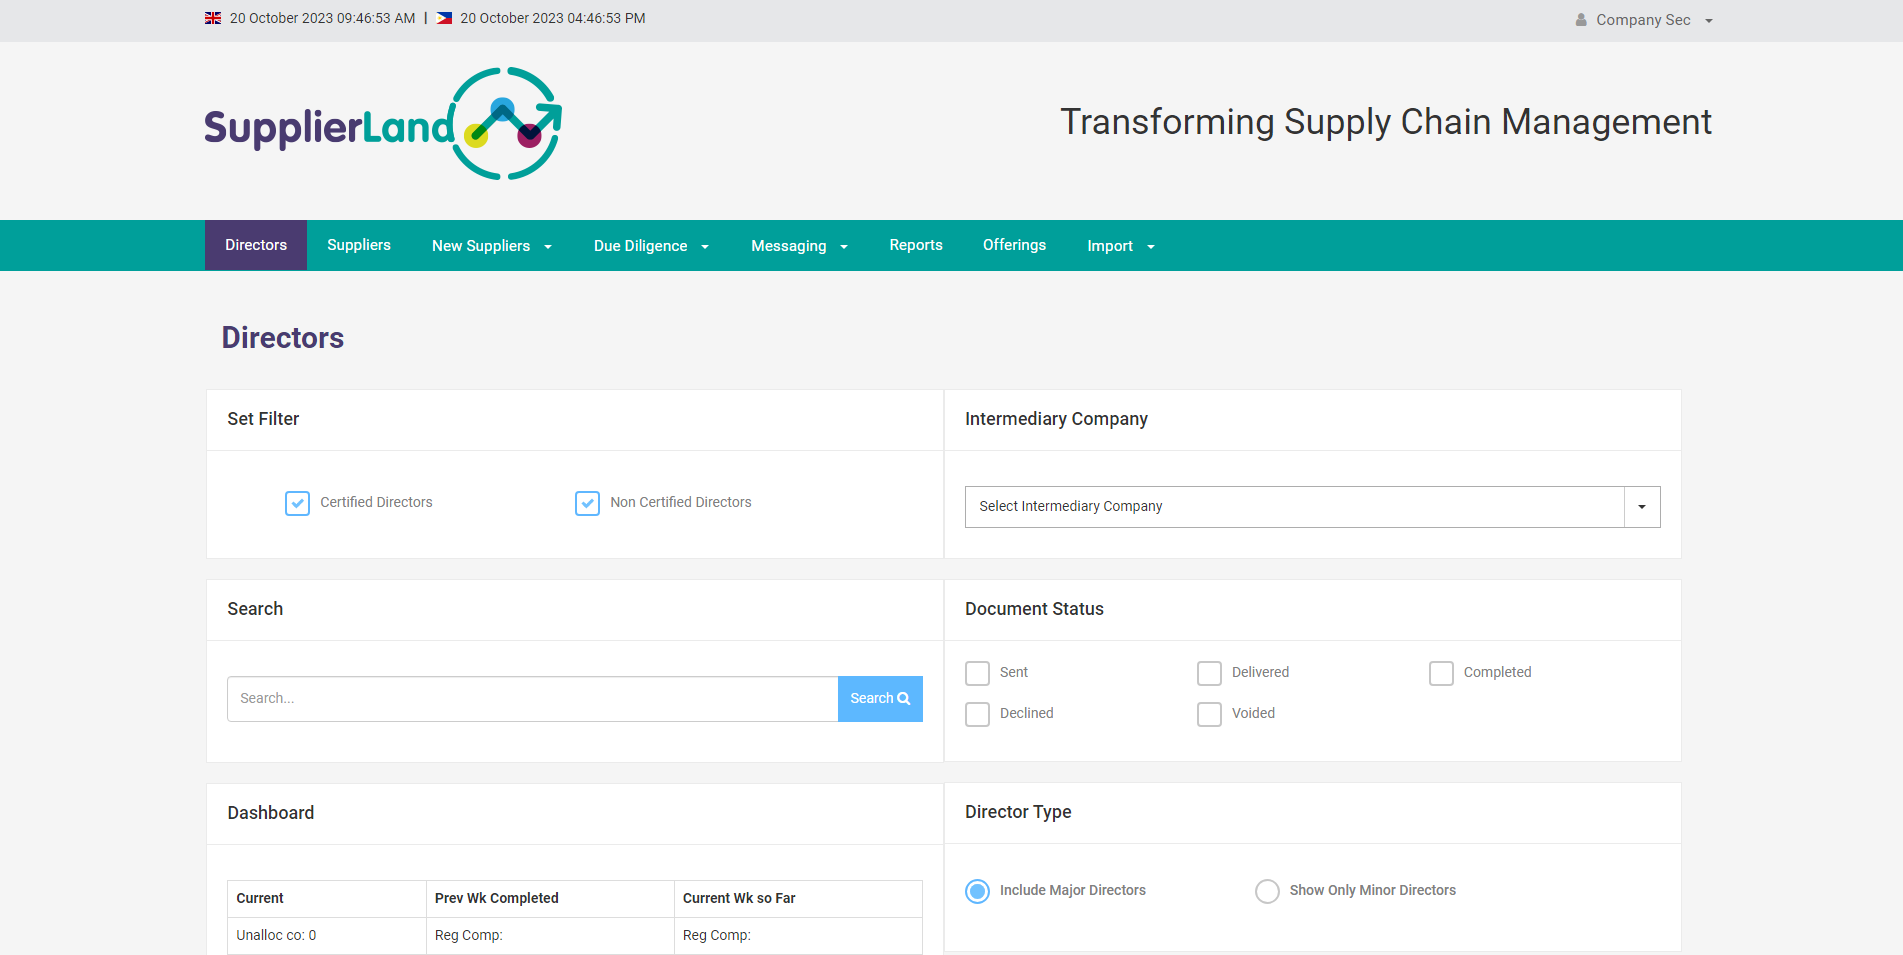 20 October 2023 09:46:53 AM | 20 October 2023 04:46:53 PM
Company Sec
SupplierLand
Transforming Supply Chain Management
Directors Suppliers New Suppliers Due Diligence Messaging Reports Offerings Import
Directors
Set Filter
Certified Directors Non Certified Directors
Intermediary Company
Select Intermediary Company
Search
Search... Search
Document Status
Sent Delivered Completed
Declined Voided
Dashboard
Current Prev Wk Completed Current Wk so Far
Unalloc co: 0 Reg Comp: Reg Comp:
Director Type
Include Major Directors Show Only Minor Directors